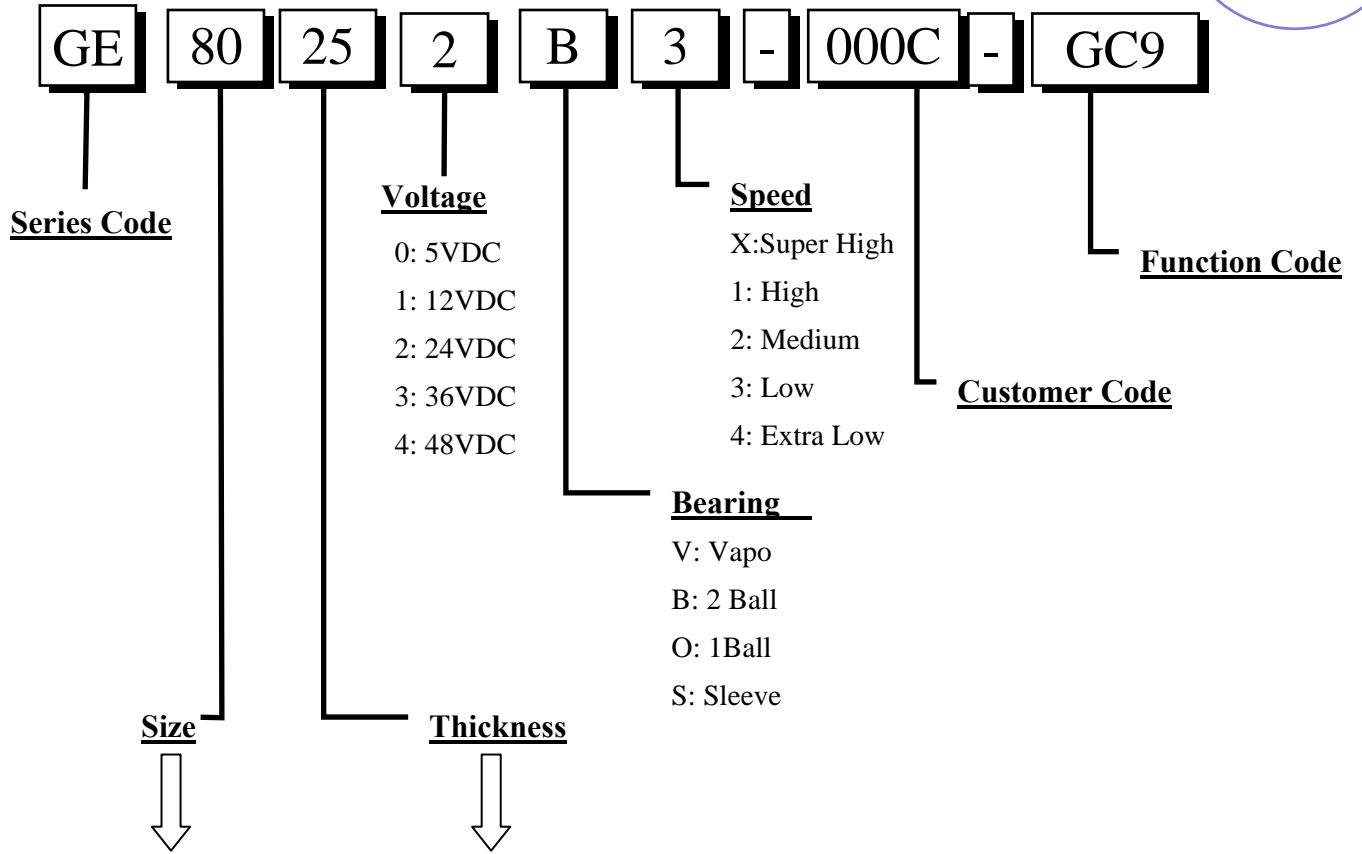 GE 80 25 2 B 3 - 000C - GC9
Series Code
Voltage
0: 5VDC
1: 12VDC
2: 24VDC
3: 36VDC
4: 48VDC
Speed
X:Super High
1: High
2: Medium
3: Low
4: Extra Low
Function Code
Customer Code
Bearing
V: Vapo
B: 2 Ball
O: 1Ball
S: Sleeve
Size
Thickness